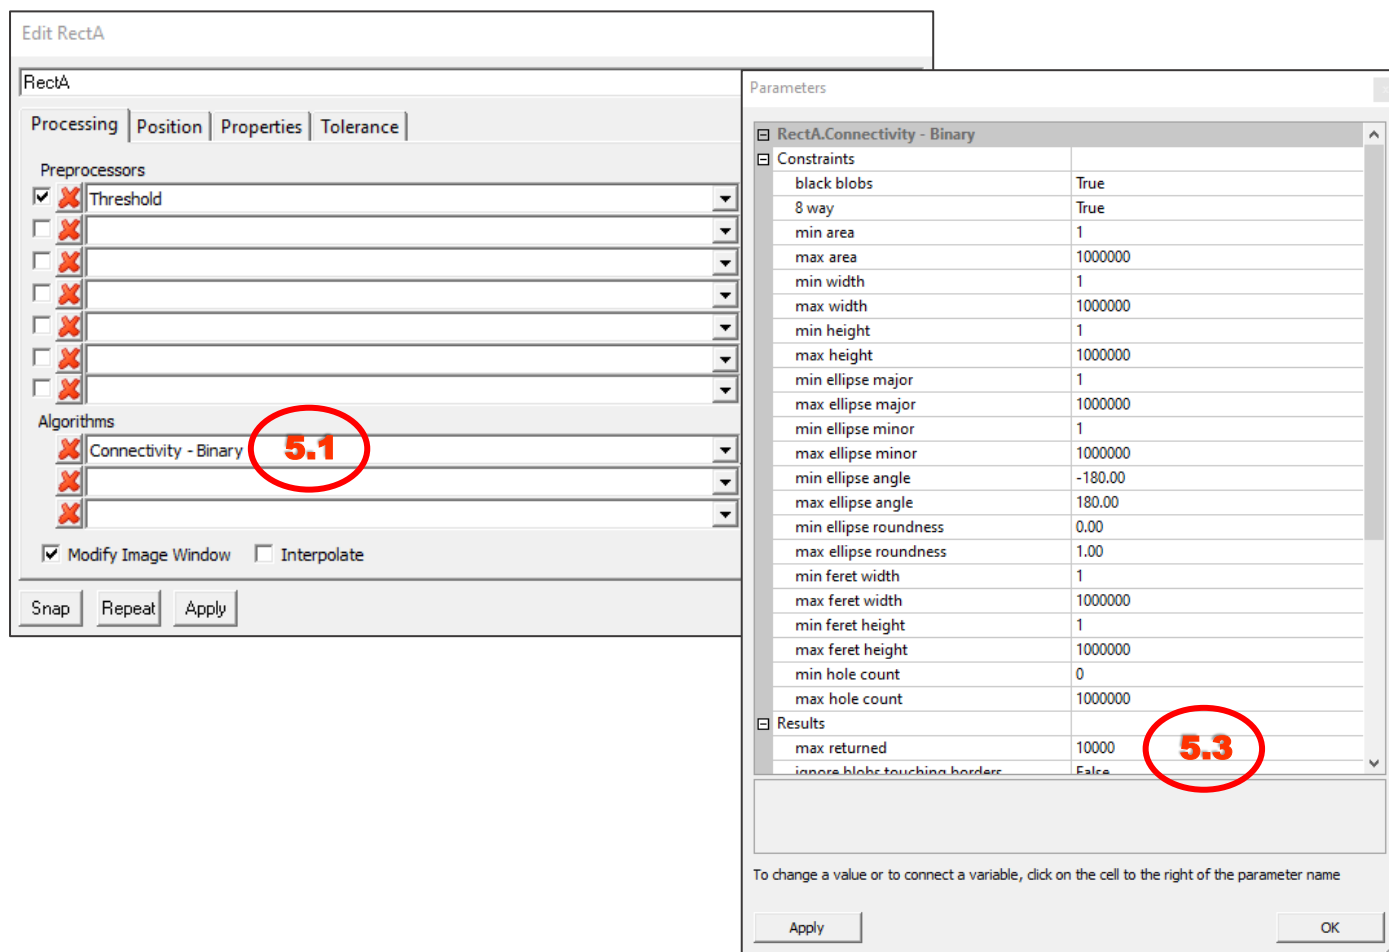 Edit RectA
RectA
Processing Position Properties Tolerance
Preprocessors
Threshold
Algorithms
Connectivity - Binary 5.1
Modify Image Window Interpolate
Snap Repeat Apply
Parameters
RectA.Connectivity - Binary
Constraints
black blobs True
8 way True
min area 1
max area 1000000
min width 1
max width 1000000
min height 1
max height 1000000
min ellipse major 1
max ellipse major 1000000
min ellipse minor 1
max ellipse minor 1000000
min ellipse angle -180.00
max ellipse angle 180.00
min ellipse roundness 0.00
max ellipse roundness 1.00
min feret width 1
max feret width 1000000
min feret height 1
max feret height 1000000
min hole count 0
max hole count 1000000
Results
max returned 10000 5.3
ignore blobs touching borders False
To change a value or to connect a variable, click on the cell to the right of the parameter name
Apply OK